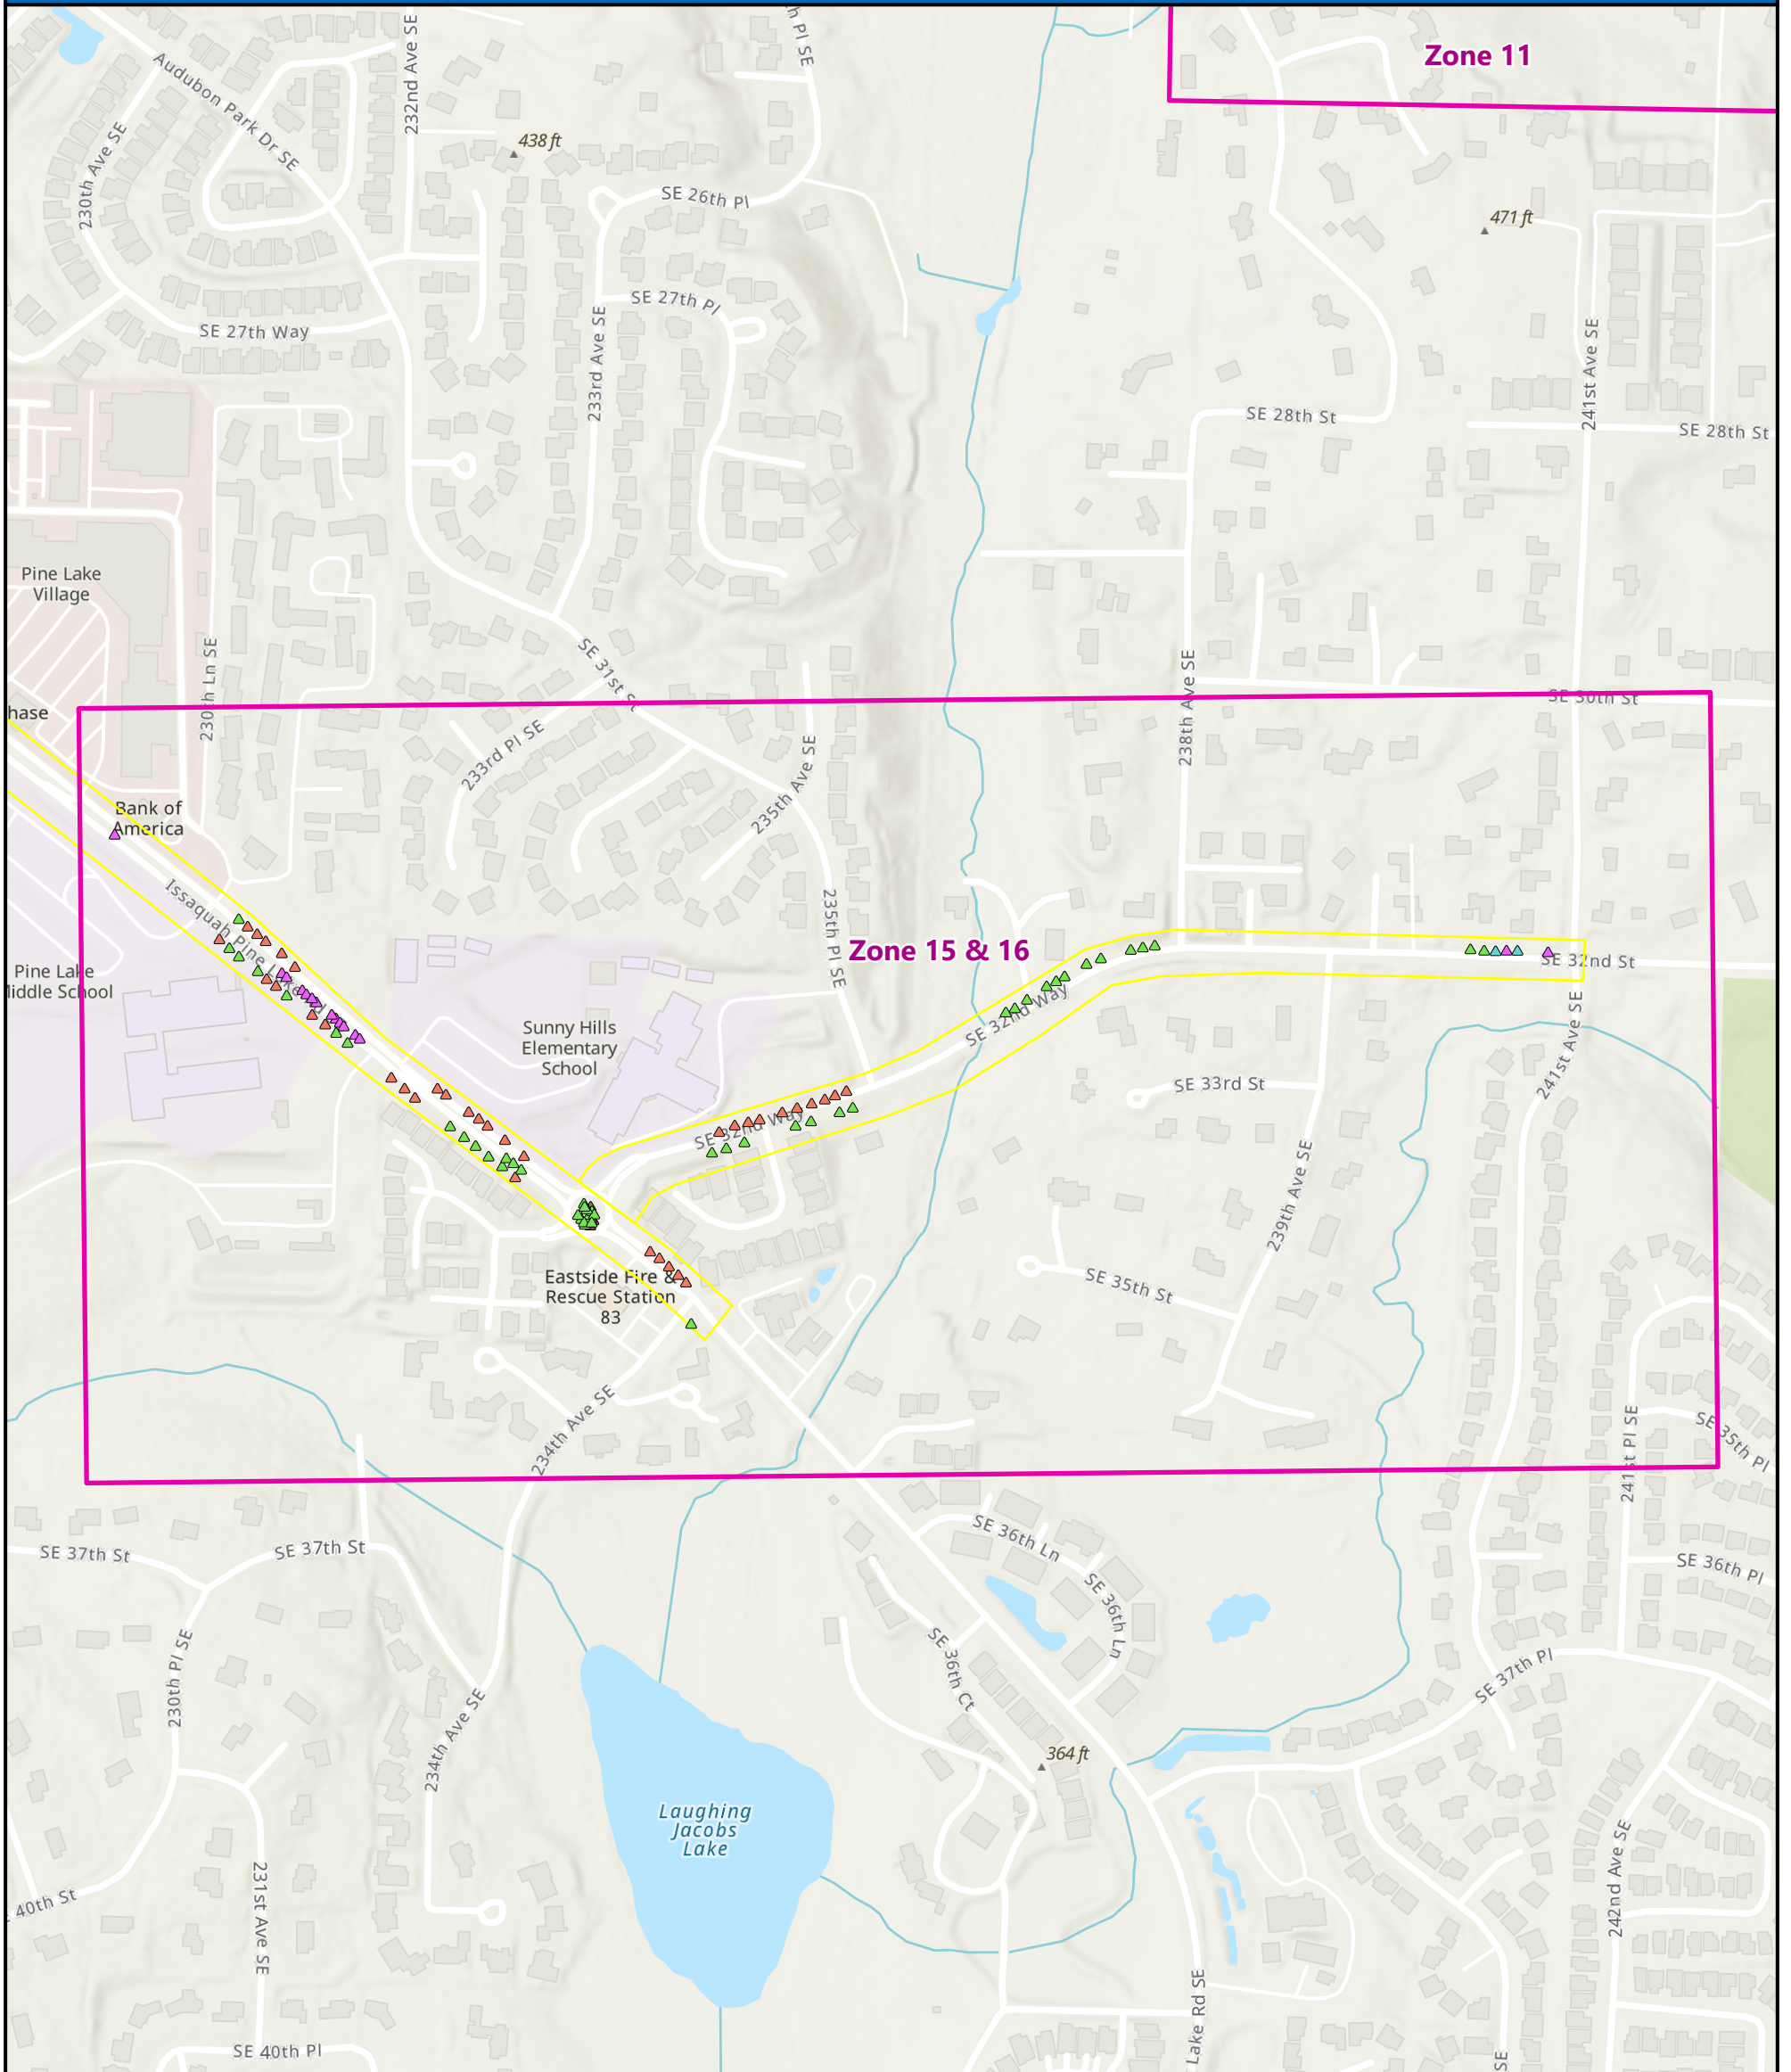 Zone 11
Audubon Park Dr SE
232nd Ave SE
h Pl SE
438 ft
230th Ave SE
SE 26th Pl
471 ft
SE 27th Pl
SE 27th Way
233rd Ave SE
241st Ave SE
SE 28th St
SE 28th St
Pine Lake
Village
SE 31st St
230th Ln SE
238th Ave SE
SE 30th St
hase
233rd Pl SE
235th Ave SE
Bank of
America
Issaquah Pine Lake Rd
235th Pl SE
Zone 15 & 16
SE 32nd St
Pine Lake
Middle School
SE 32nd Way
Sunny Hills
Elementary
School
241st Ave SE
SE 33rd St
SE 32nd Way
239th Ave SE
Eastside Fire &
Rescue Station
83
SE 35th St
234th Ave SE
241st Pl SE
SE 35th Pl
SE 37th St
SE 37th St
SE 36th Ln
SE 36th Pl
SE 36th Ln
230th Pl SE
SE 36th Ct
SE 37th Pl
234th Ave SE
364 ft
Laughing
Jacobs
Lake
242nd Ave SE
40th St
231st Ave SE
Lake Rd SE
SE 40th Pl
SE